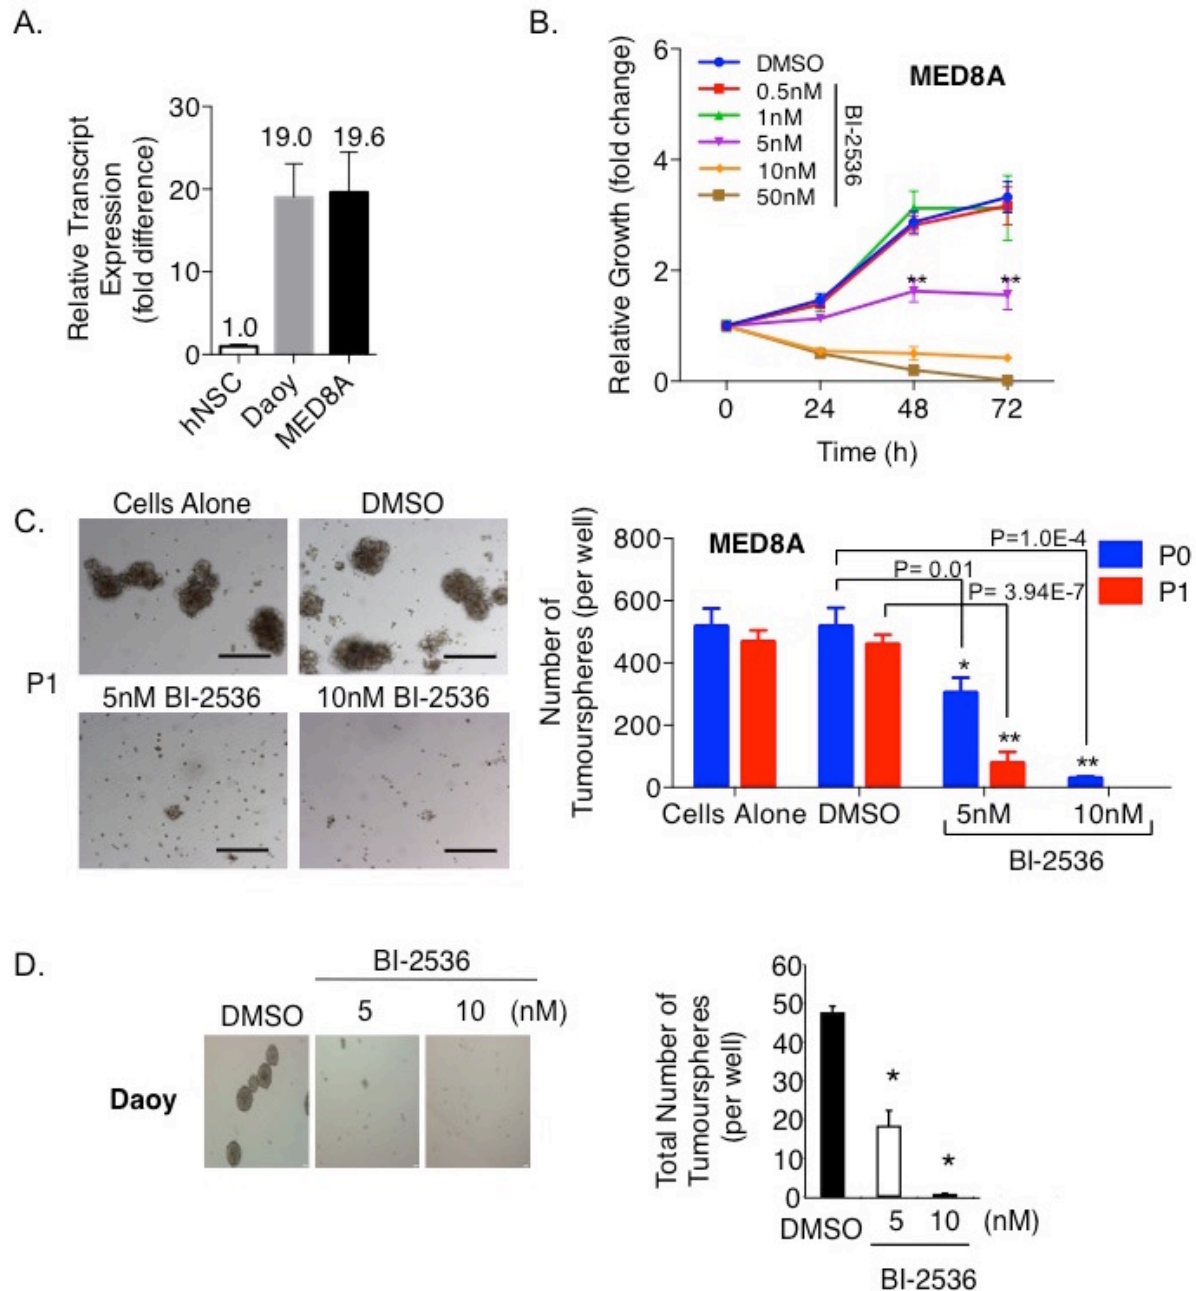 A.
Relative Transcript
Expression
(fold difference)
30
20
10
0
1.0
19.0
19.6
hNSC
Daoy
MED8A
B.
Relative Growth (fold change)
6
4
2
0
DMSO
0.5nM
1nM
5nM
10nM
50nM
BI-2536
MED8A
**
**
0 24 48 72
Time (h)
C.
P1
Cells Alone
DMSO
5nM BI-2536
10nM BI-2536
Number of
Tumourspheres (per well)
800
600
400
200
0
MED8A
P=1.0E-4
P= 0.01
P= 3.94E-7
P0
P1
*
**
**
Cells Alone DMSO 5nM 10nM
BI-2536
D.
BI-2536
DMSO 5 10 (nM)
Daoy
Total Number of
Tumourspheres
(per well)
60
50
40
30
20
10
0
*
*
DMSO 5 10 (nM)
BI-2536